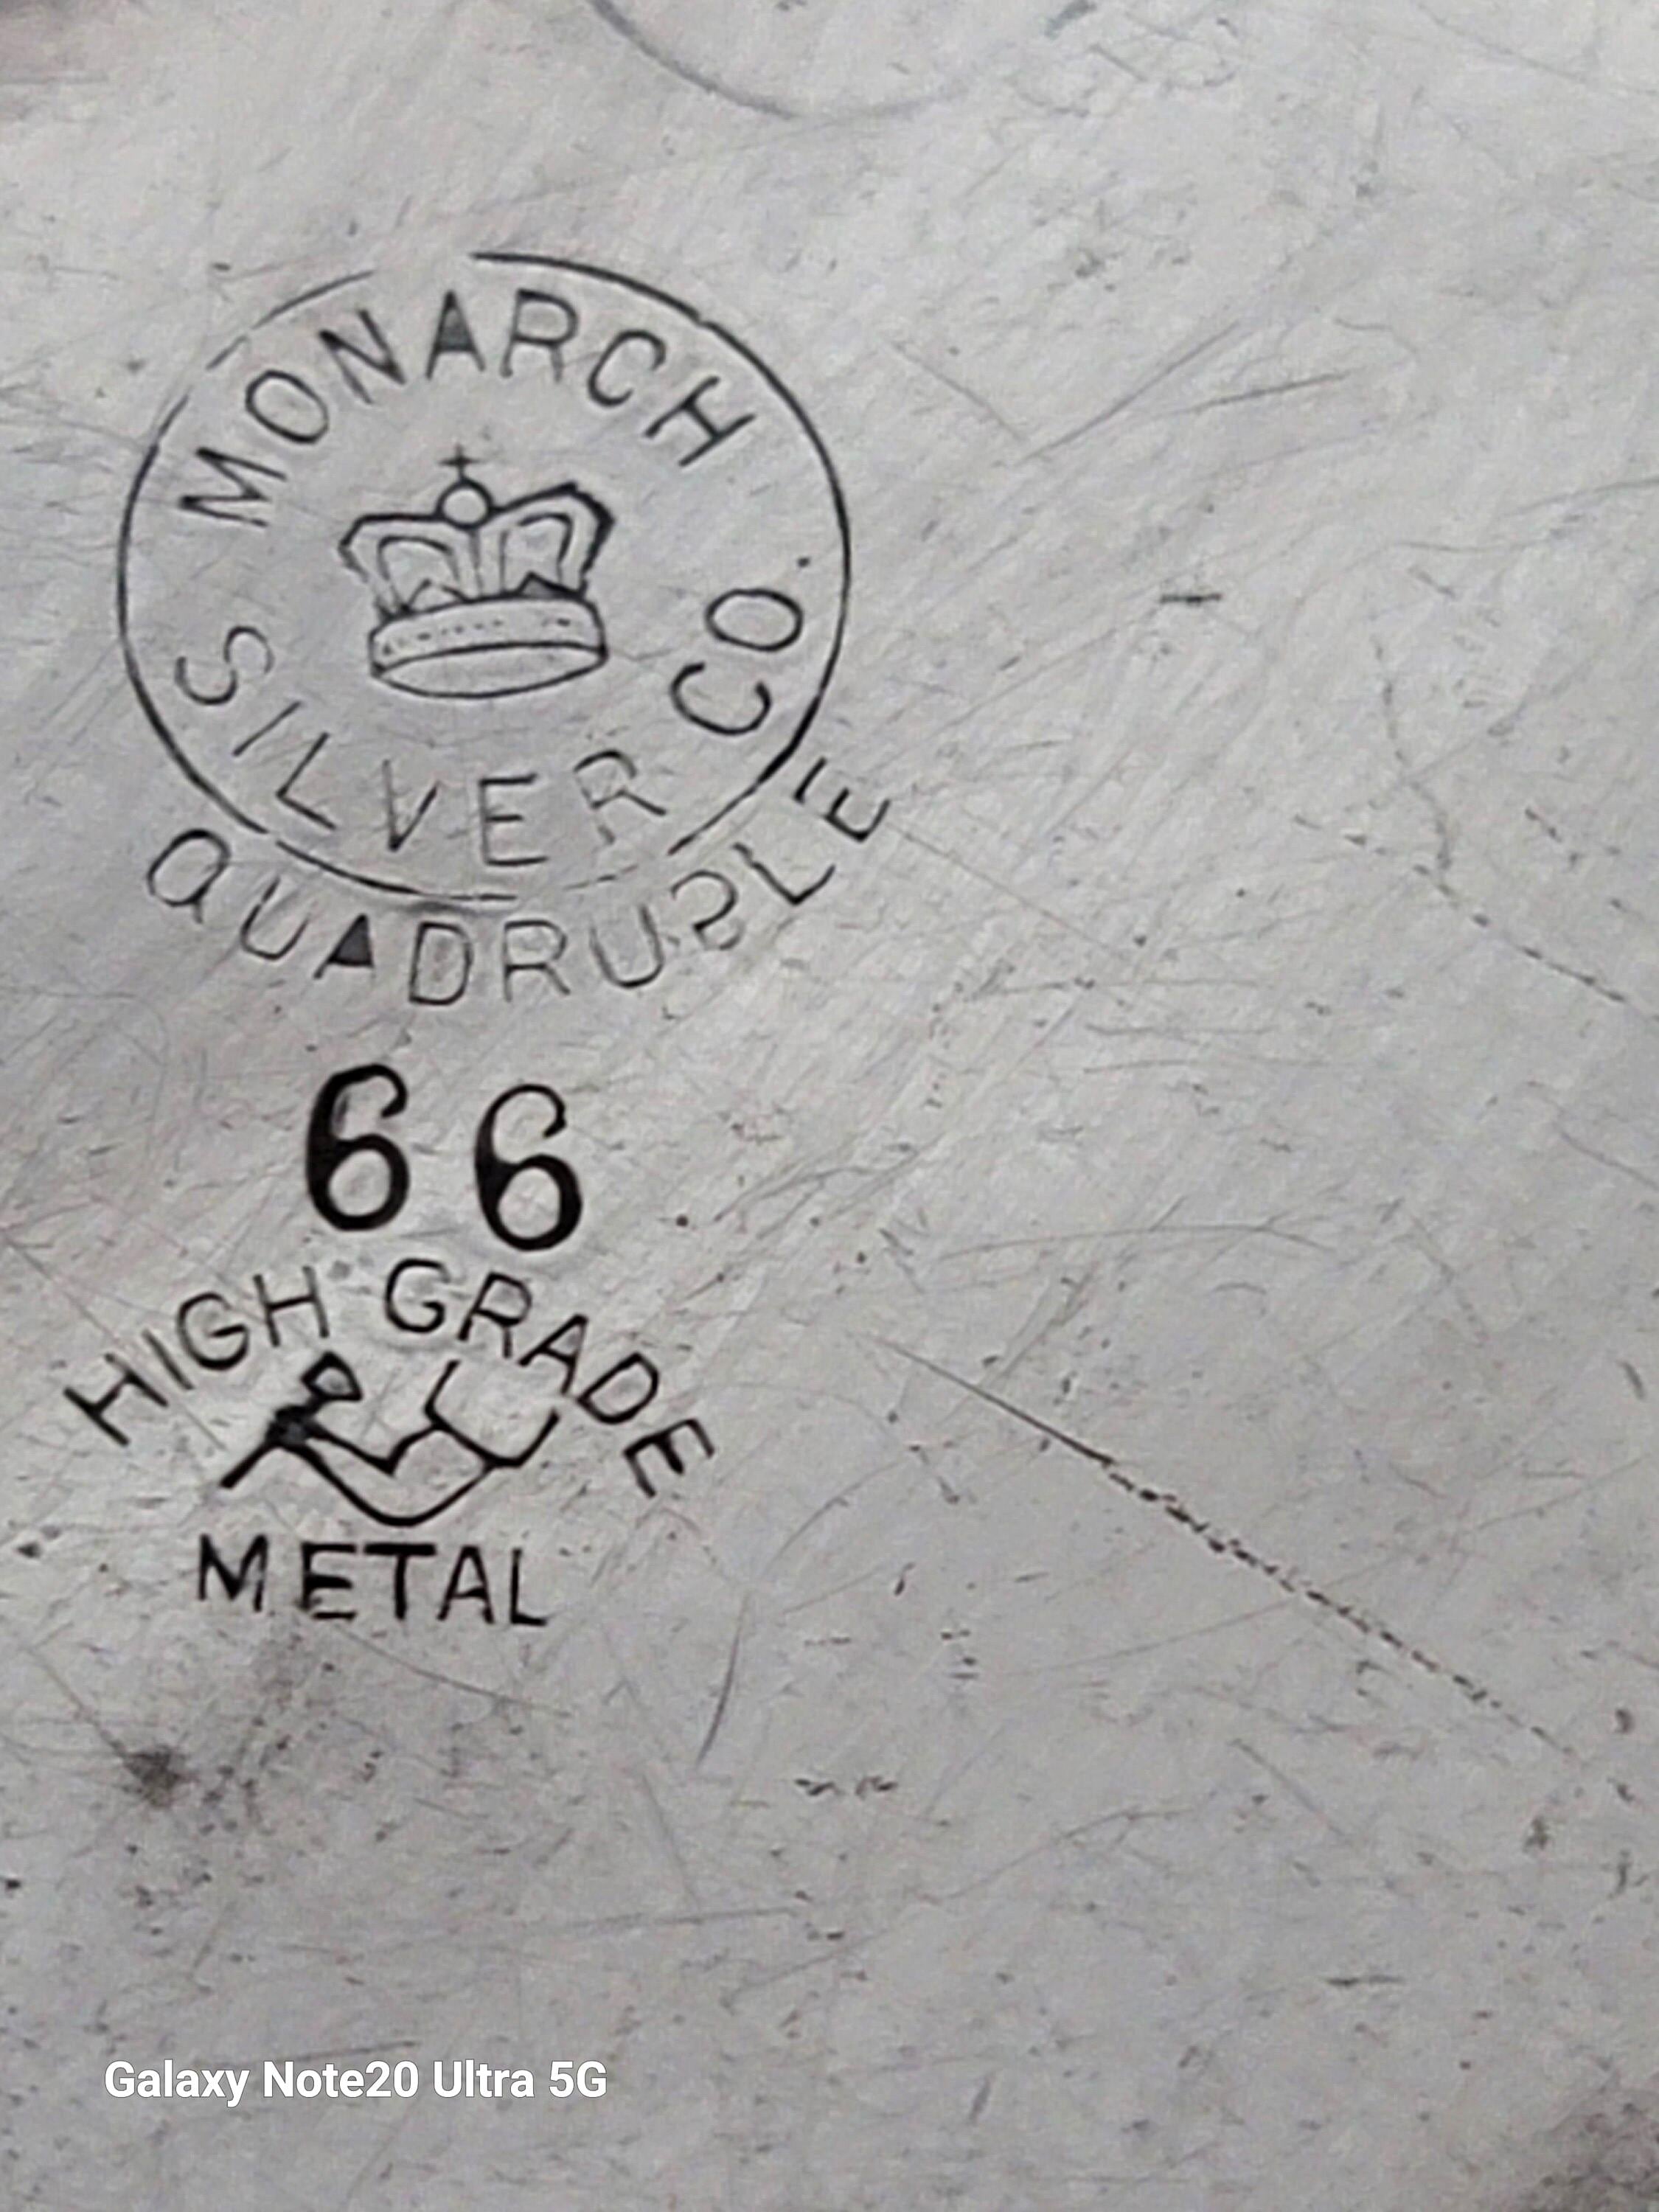 MONARCH
SILVER CO.
QUADRUPLE
66
HIGH GRADE
METAL
Galaxy Note20 Ultra 5G